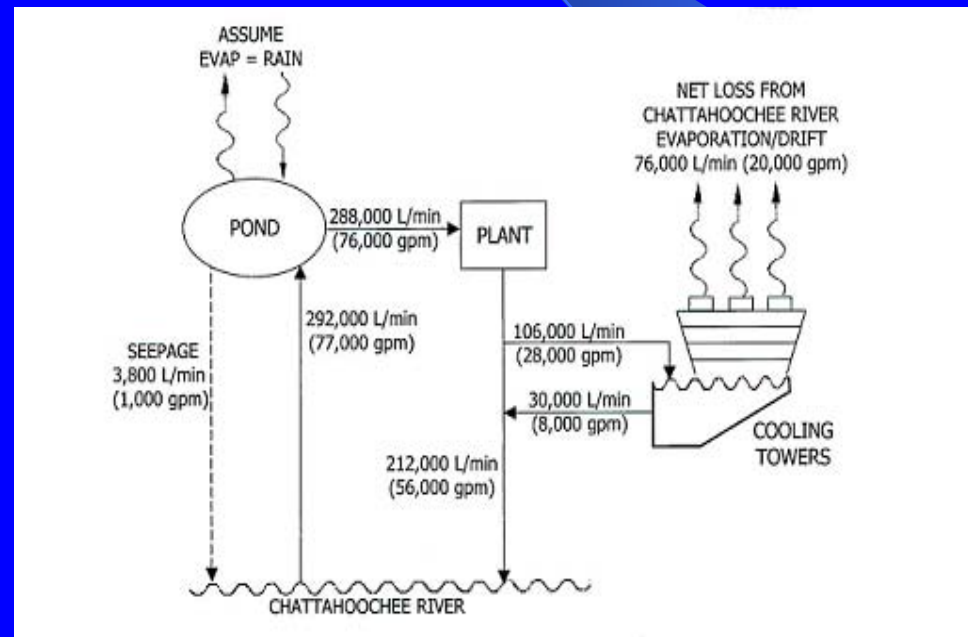 ASSUME
EVAP = RAIN
NET LOSS FROM
CHATTAHOOCHEE RIVER
EVAPORATION/DRIFT
76,000 L/min (20,000 gpm)
POND
288,000 L/min
(76,000 gpm)
PLANT
292,000 L/min
(77,000 gpm)
106,000 L/min
(28,000 gpm)
SEEPAGE
3,800 L/min
(1,000 gpm)
30,000 L/min
(8,000 gpm)
COOLING
TOWERS
212,000 L/min
(56,000 gpm)
CHATTAHOOCHEE RIVER